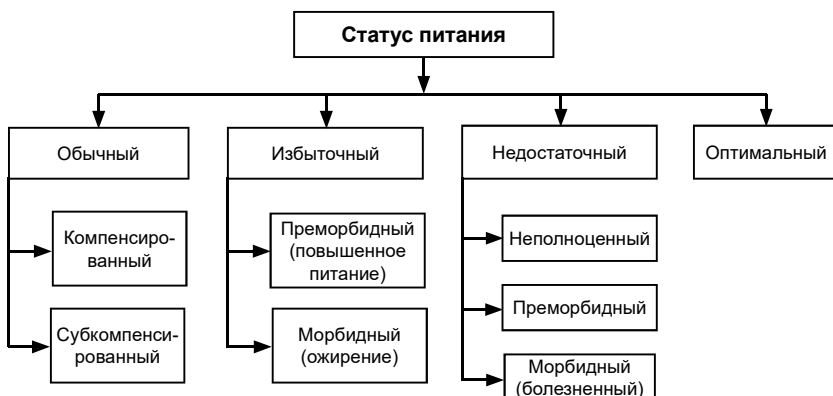 Статус питания
Обычный
Избыточный
Недостаточный
Оптимальный
Компенсиро-
ванный
Субкомпенси-
рованный
Преморбидный
(повышенное
питание)
Морбидный
(ожирение)
Неполноценный
Преморбидный
Морбидный
(болезненный)